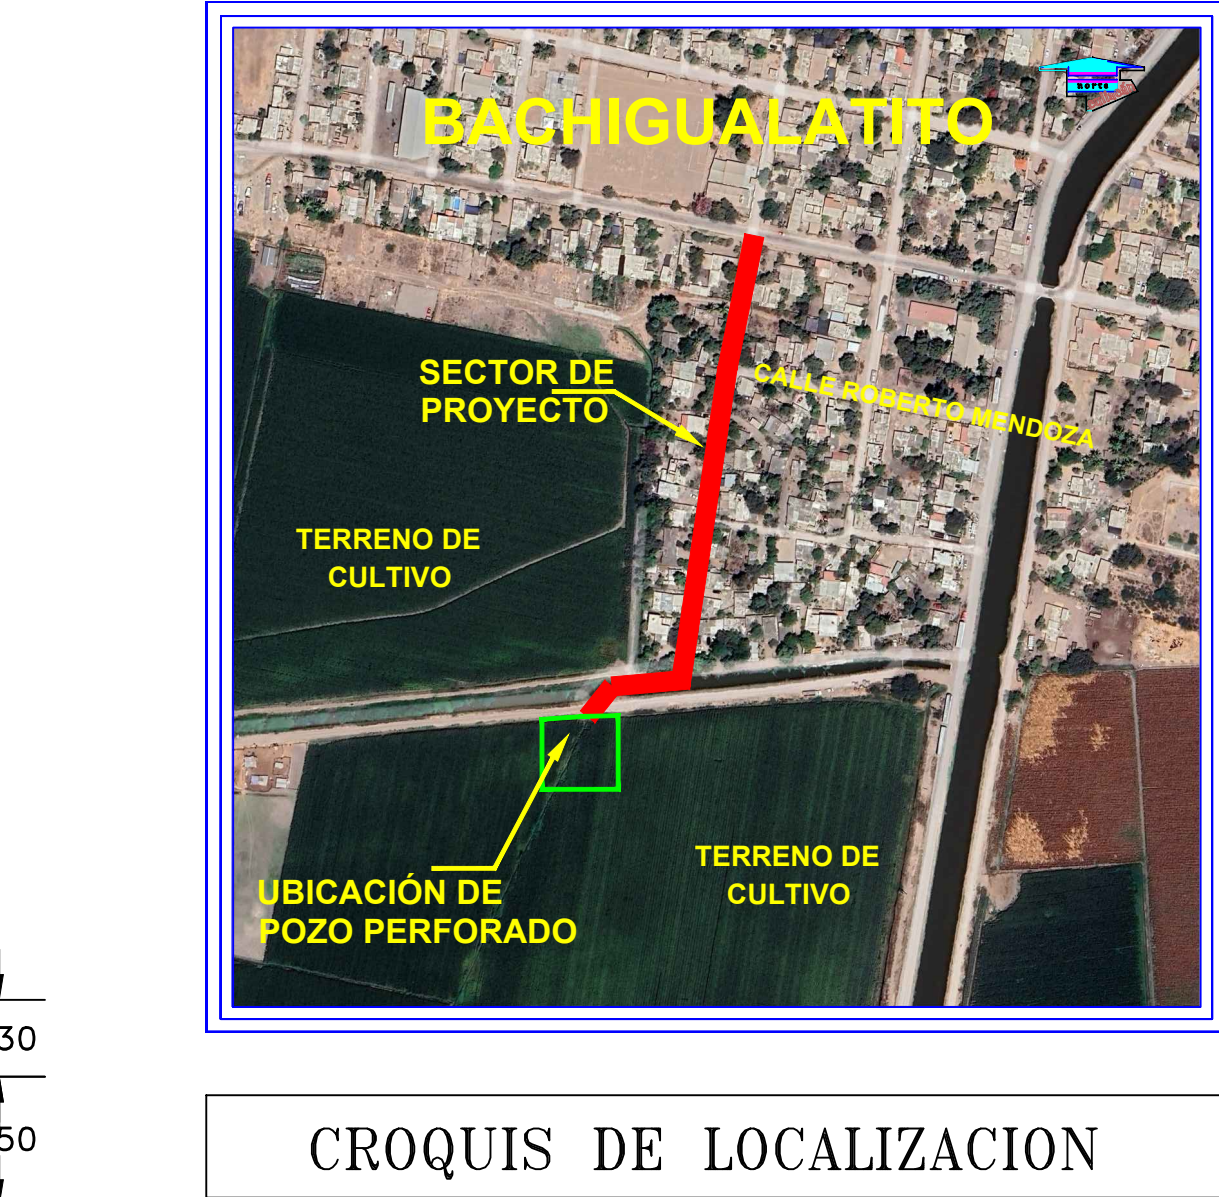 NORTE
BACHIGUALATITO
SECTOR DE
PROYECTO
CALLE ROBERTO MENDOZA
TERRENO DE
CULTIVO
TERRENO DE
CULTIVO
UBICACIÓN DE
POZO PERFORADO
30
50
CROQUIS DE LOCALIZACION